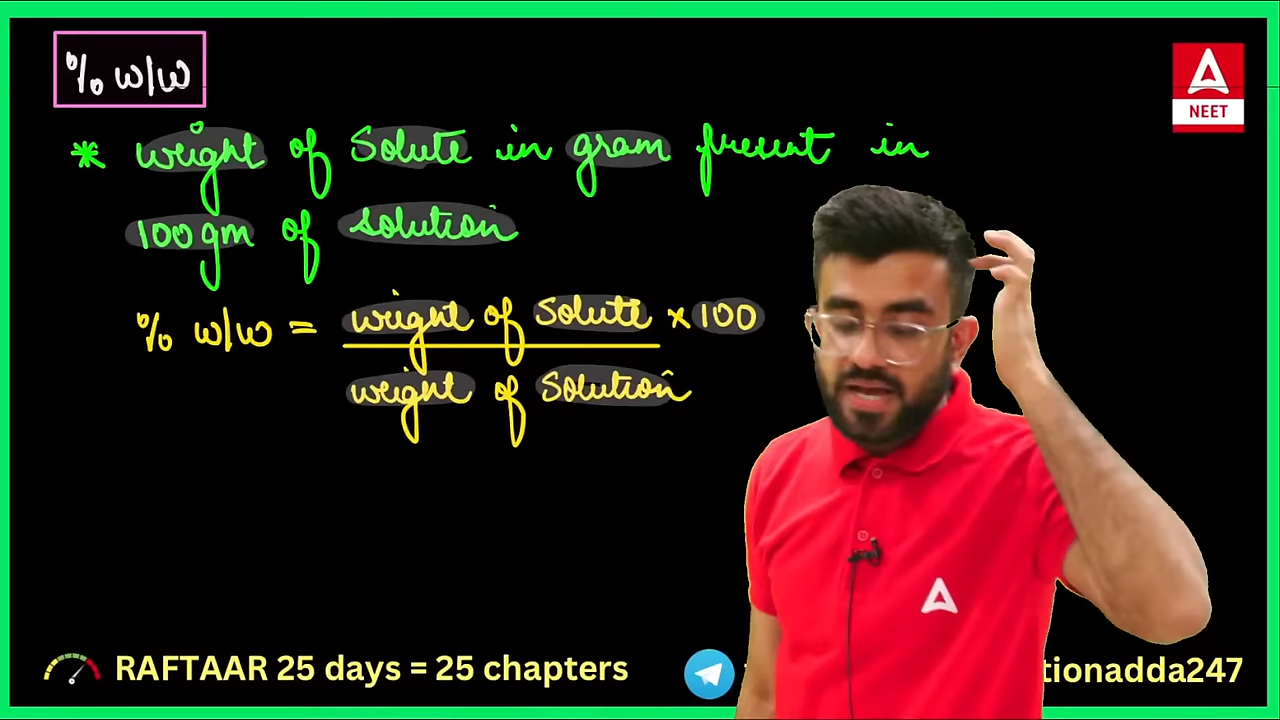 % w/w
NEET
* weight of Solute in gram present in
100 gm of solution
% w/w = weight of Solute × 100
weight of Solution
RAFTAAR 25 days = 25 chapters
tionadda247